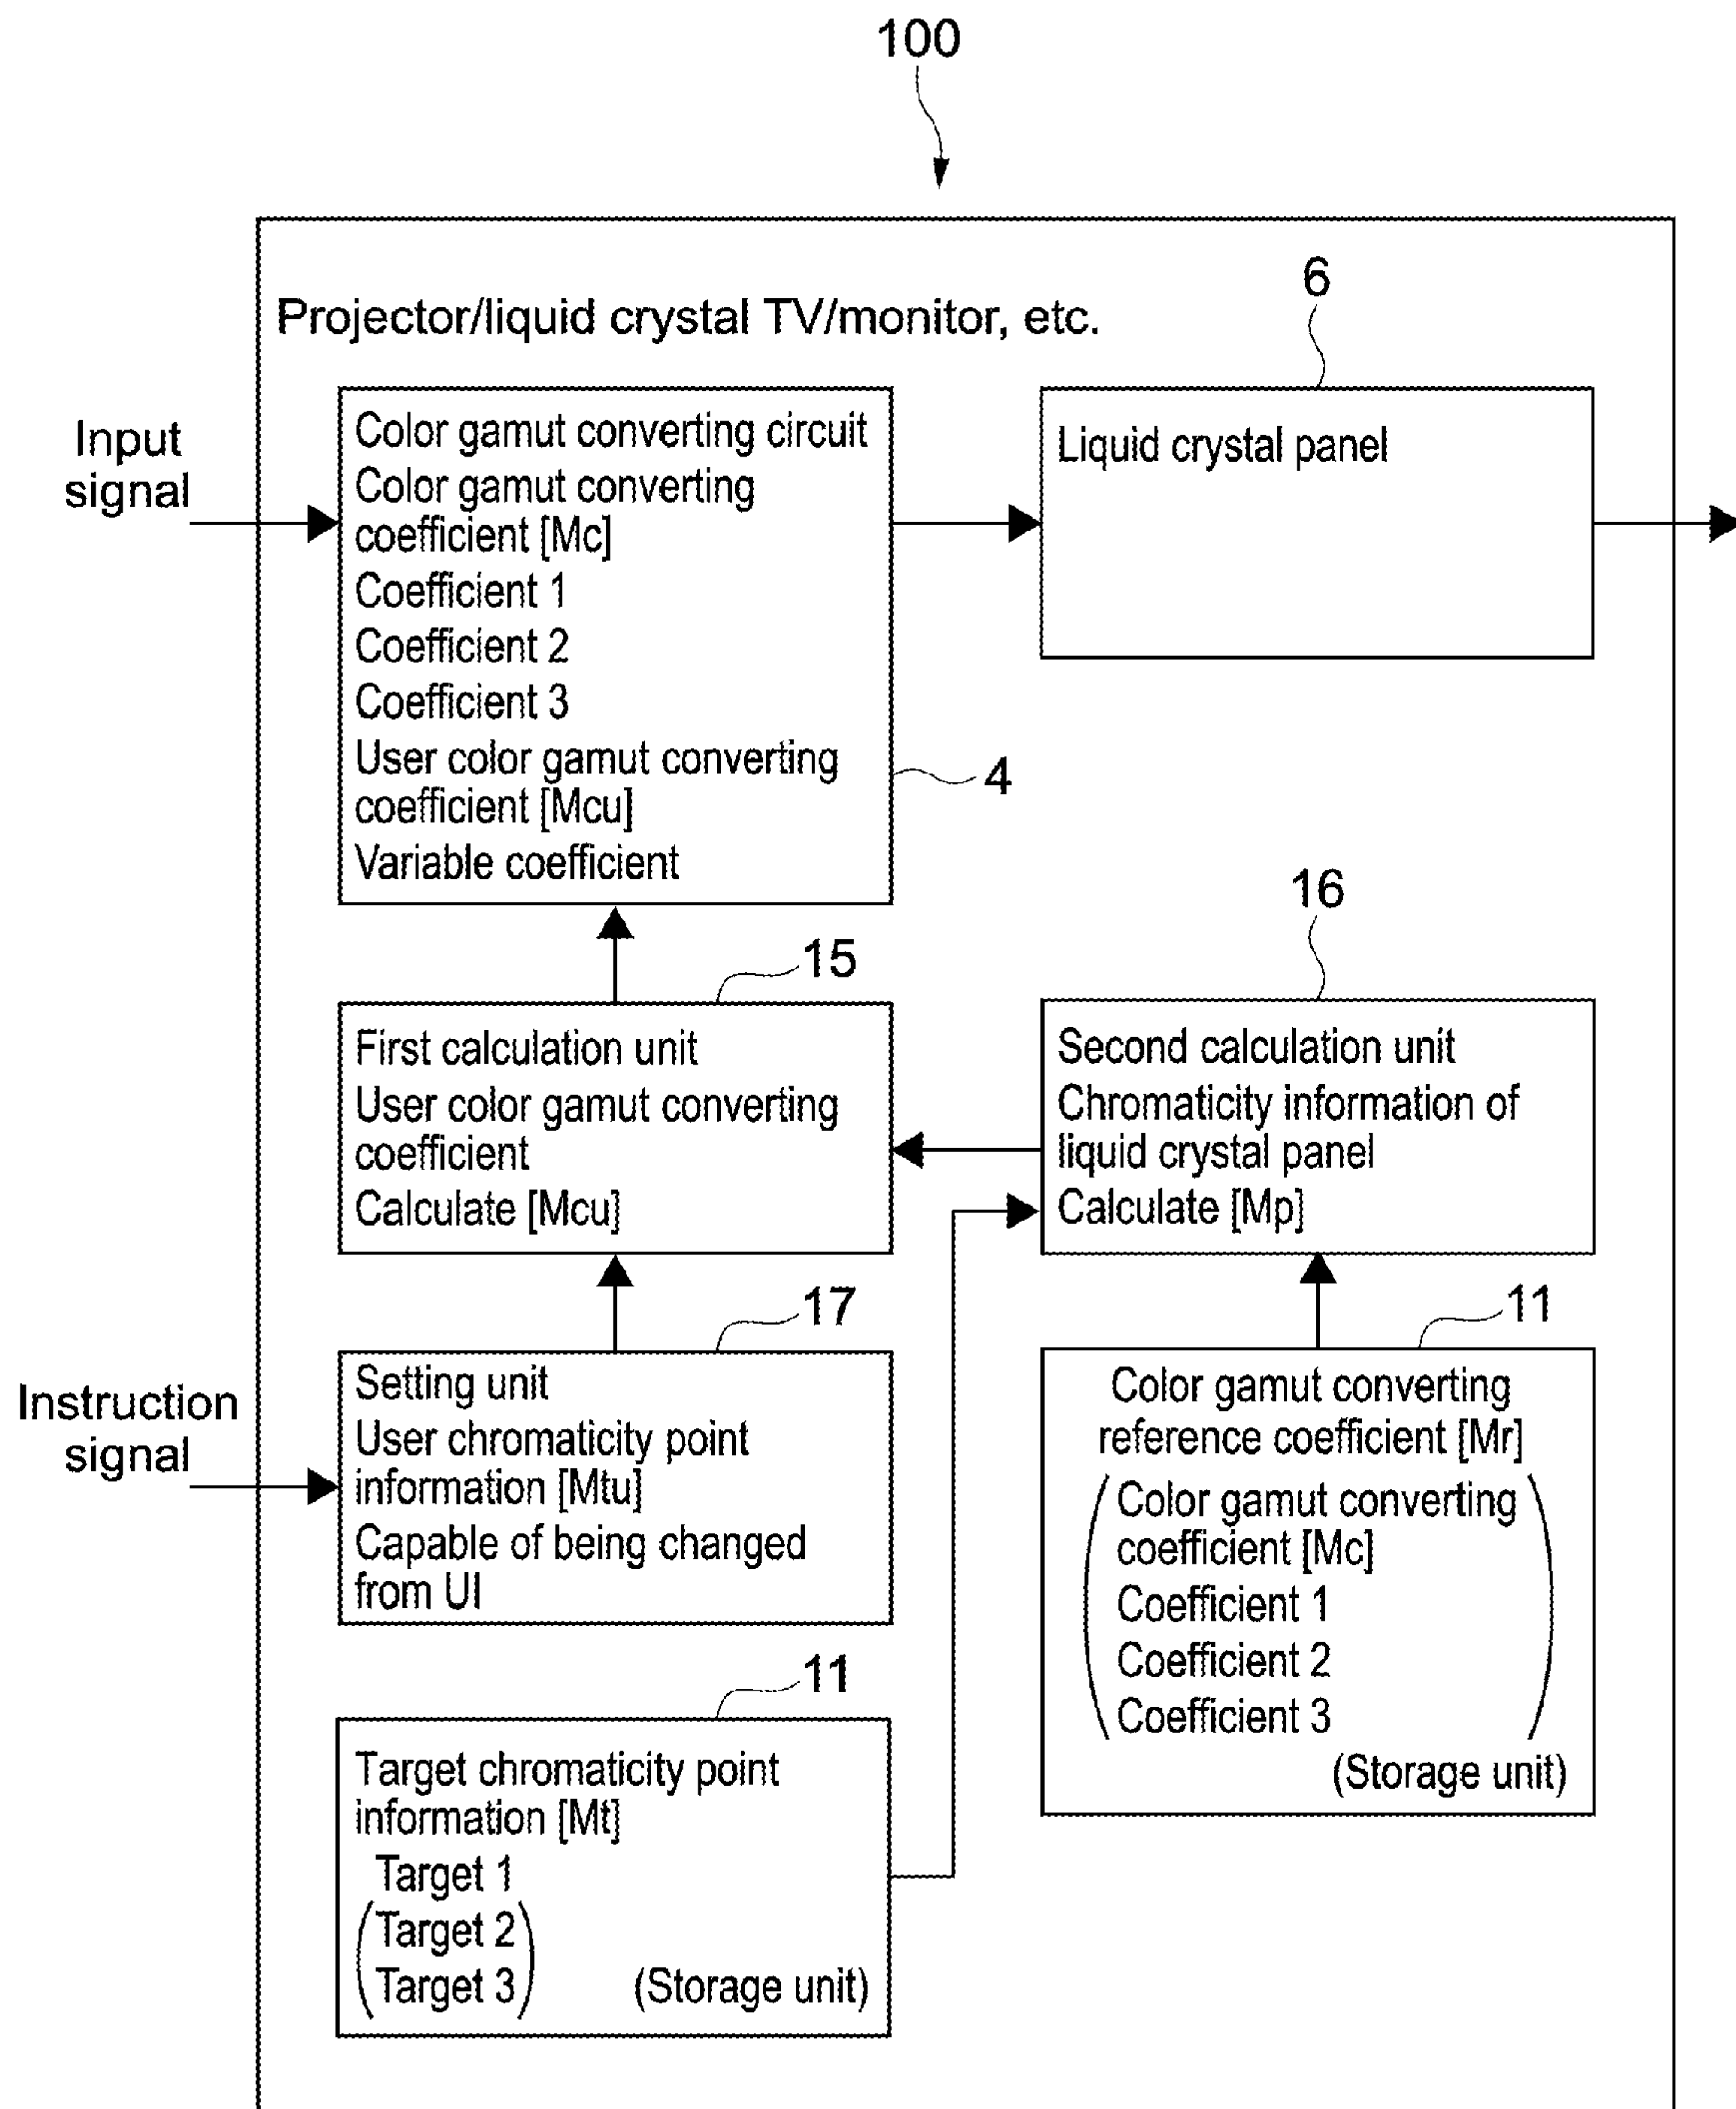 100
Projector/liquid crystal TV/monitor, etc.
Input
signal
Color gamut converting circuit
Color gamut converting
coefficient [Mc]
Coefficient 1
Coefficient 2
Coefficient 3
User color gamut converting
coefficient [Mcu]
Variable coefficient
4
6
Liquid crystal panel
15
First calculation unit
User color gamut converting
coefficient
Calculate [Mcu]
16
Second calculation unit
Chromaticity information of
liquid crystal panel
Calculate [Mp]
Instruction
signal
17
Setting unit
User chromaticity point
information [Mtu]
Capable of being changed
from UI
11
Color gamut converting
reference coefficient [Mr]
Color gamut converting
coefficient [Mc]
Coefficient 1
Coefficient 2
Coefficient 3
(Storage unit)
11
Target chromaticity point
information [Mt]
Target 1
(Target 2
Target 3)
(Storage unit)